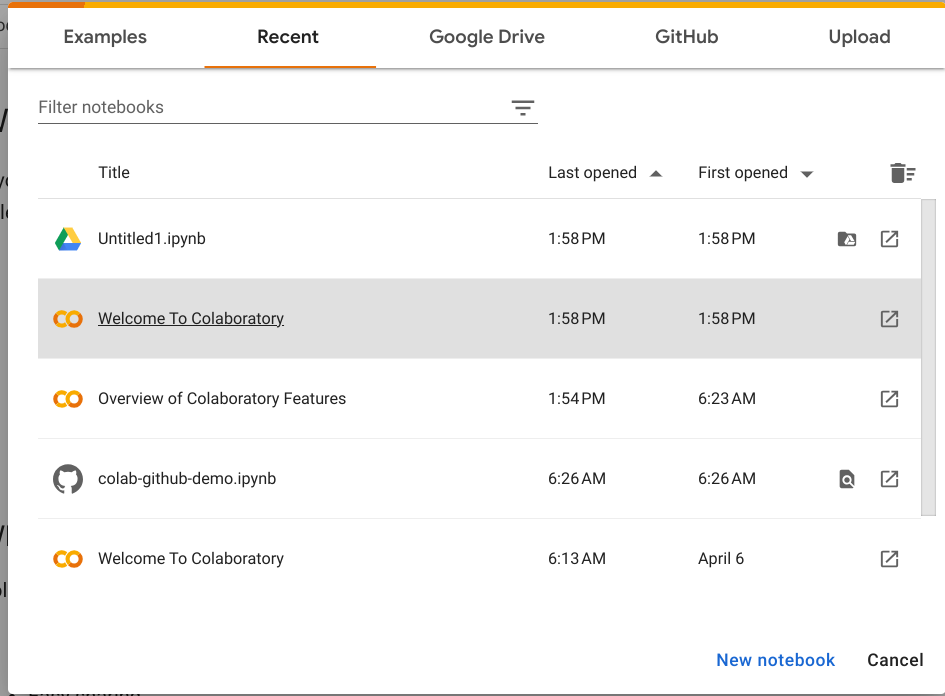 Examples Recent Google Drive GitHub Upload
Filter notebooks
Title Last opened First opened
Untitled1.ipynb 1:58 PM 1:58 PM
Welcome To Colaboratory 1:58 PM 1:58 PM
Overview of Colaboratory Features 1:54 PM 6:23 AM
colab-github-demo.ipynb 6:26 AM 6:26 AM
Welcome To Colaboratory 6:13 AM April 6
New notebook Cancel